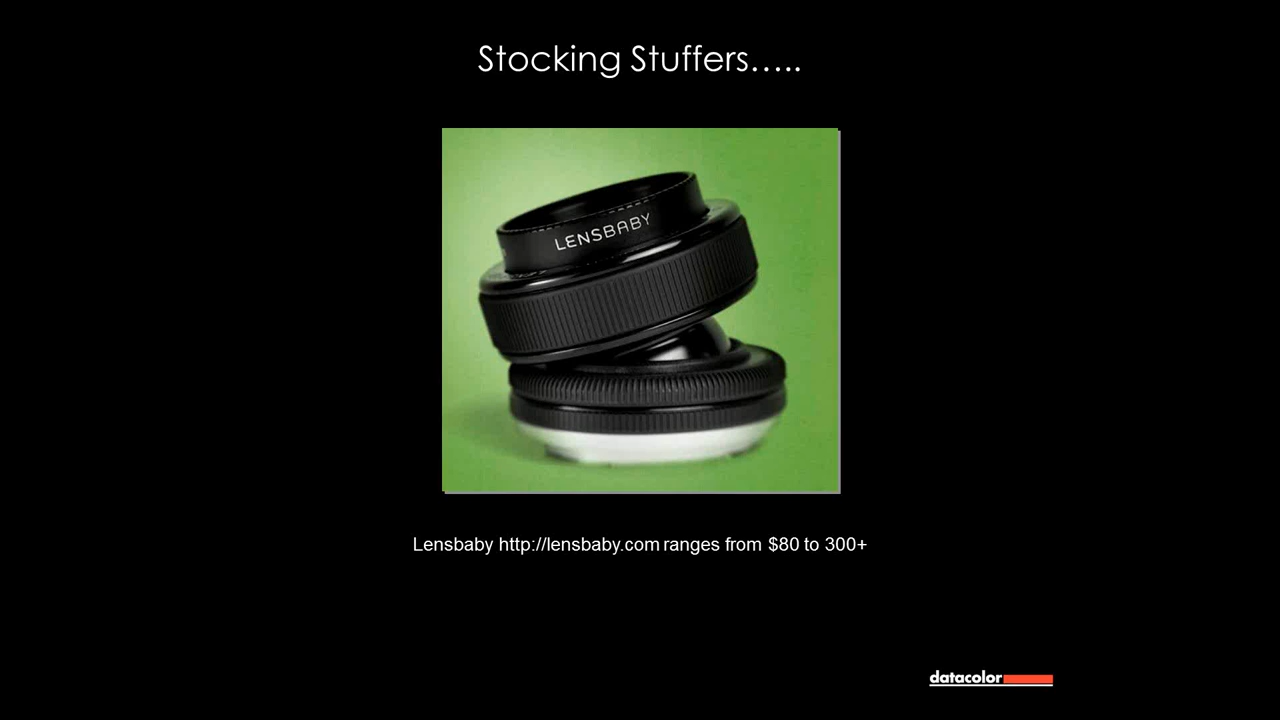 Stocking Stuffers.....
LENSBABY
Lensbaby http://lensbaby.com ranges from $80 to 300+
datacolor